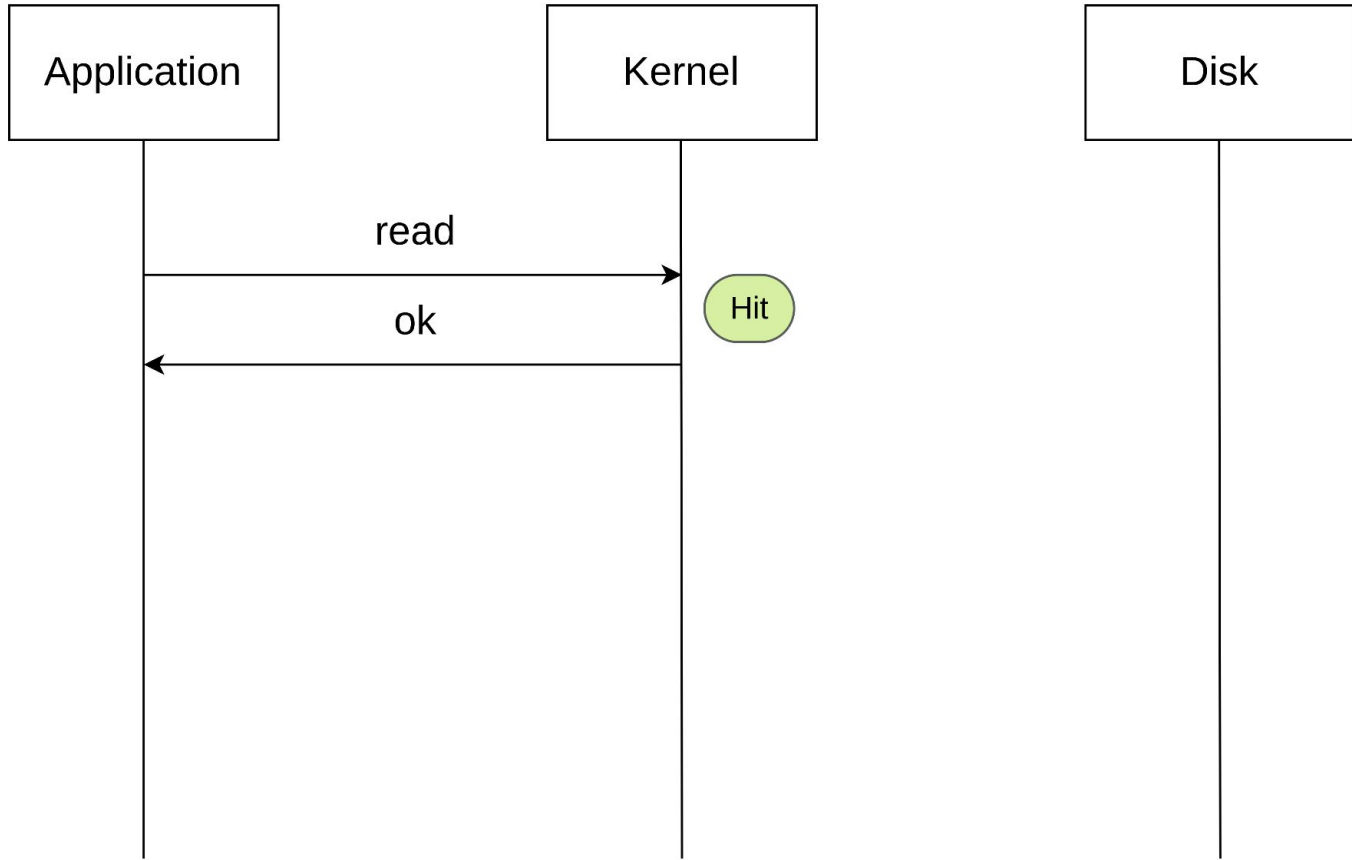 Application
Kernel
Disk
read
Hit
ok